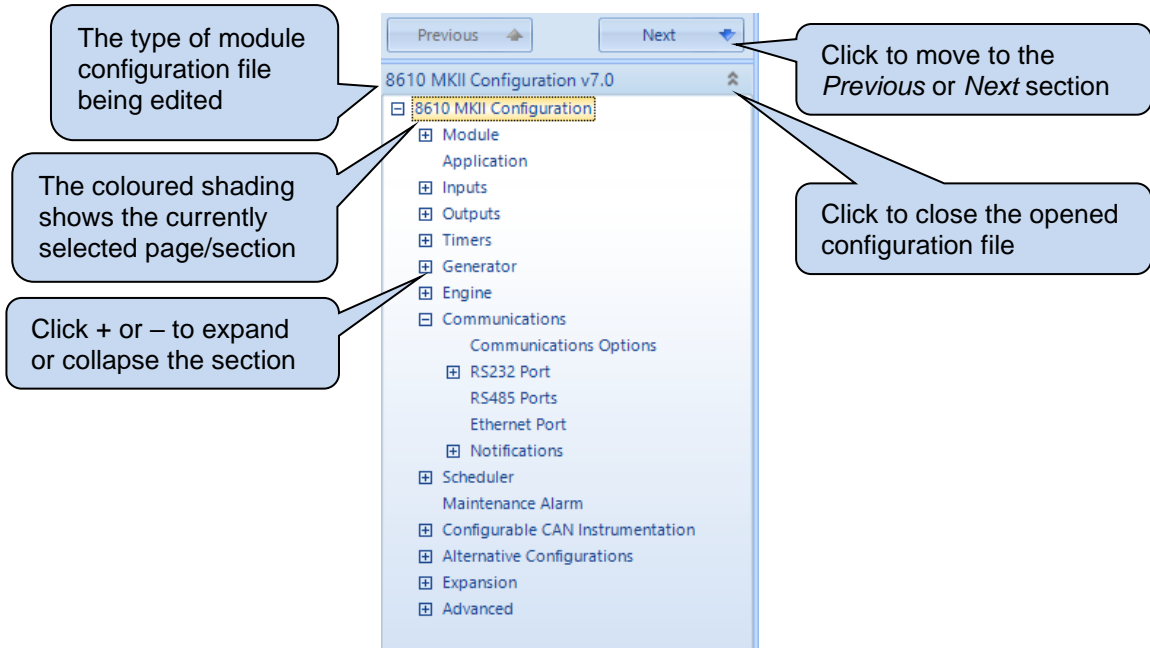 The type of module
configuration file
being edited
Previous
Next
Click to move to the
Previous or Next section
8610 MKII Configuration v7.0
8610 MKII Configuration
Module
Application
The coloured shading
shows the currently
selected page/section
Inputs
Outputs
Timers
Click to close the opened
configuration file
Generator
Engine
Click + or – to expand
or collapse the section
Communications
Communications Options
RS232 Port
RS485 Ports
Ethernet Port
Notifications
Scheduler
Maintenance Alarm
Configurable CAN Instrumentation
Alternative Configurations
Expansion
Advanced